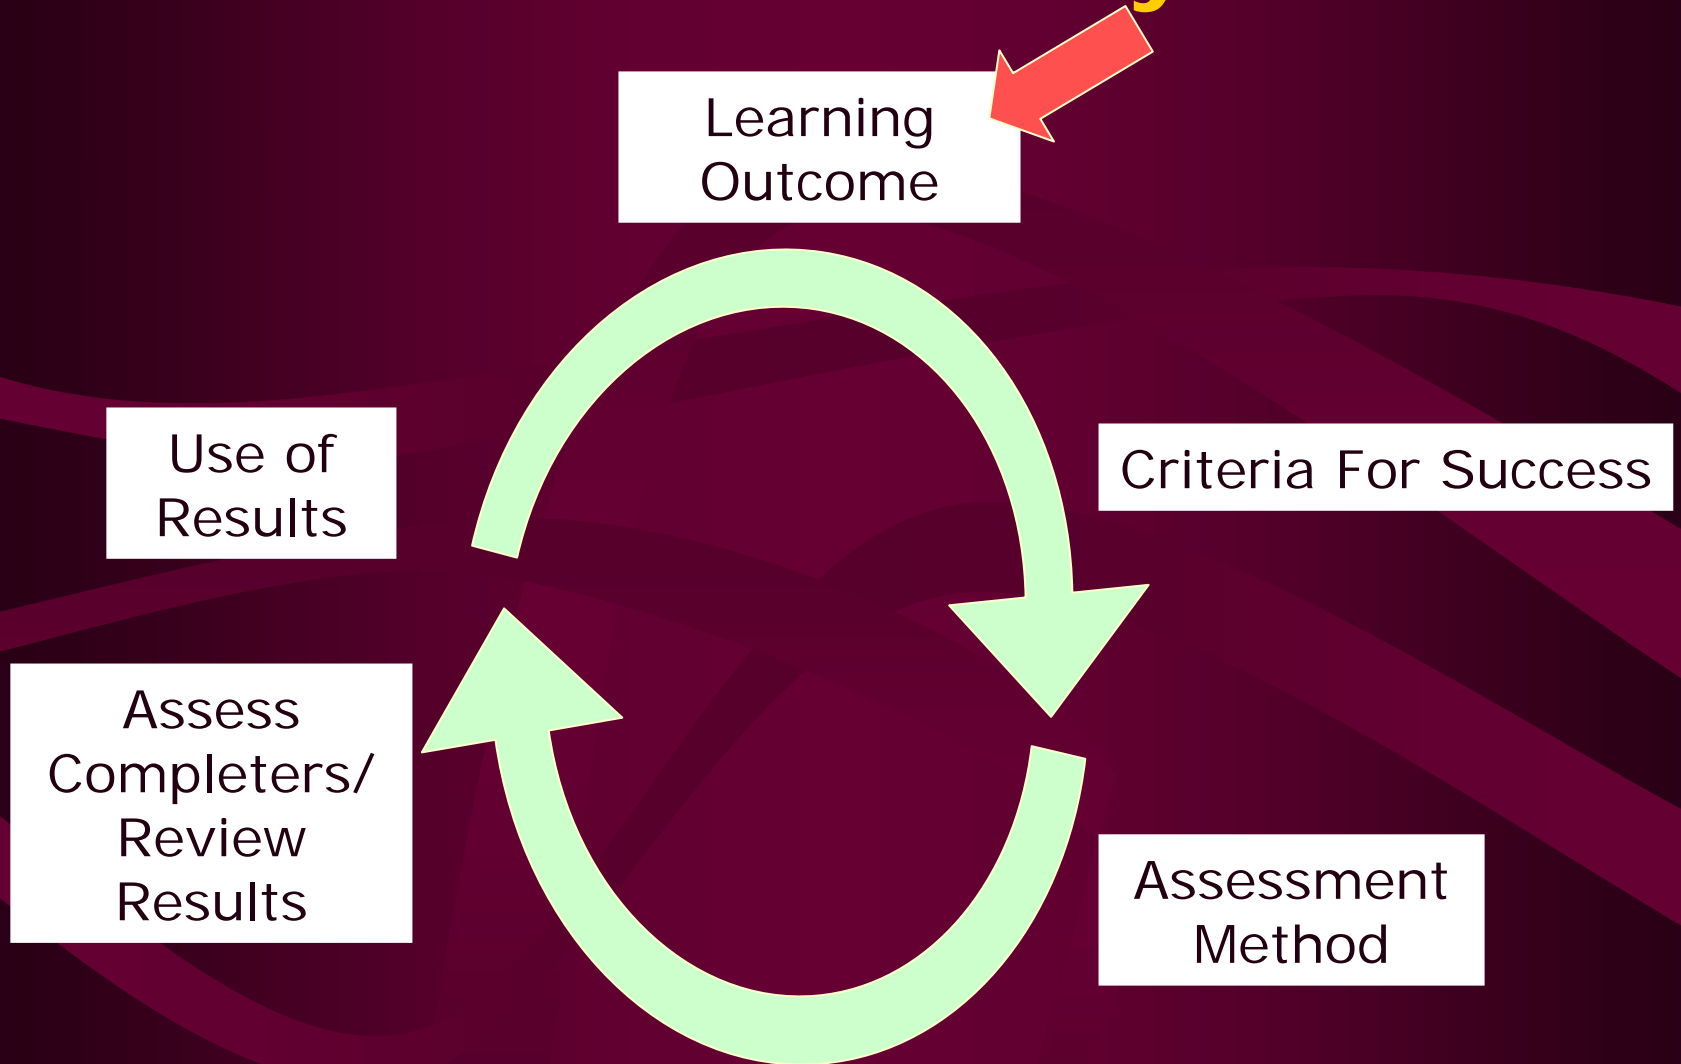 Learning
Outcome
Use of
Results
Criteria For Success
Assess
Completers/
Review
Results
Assessment
Method